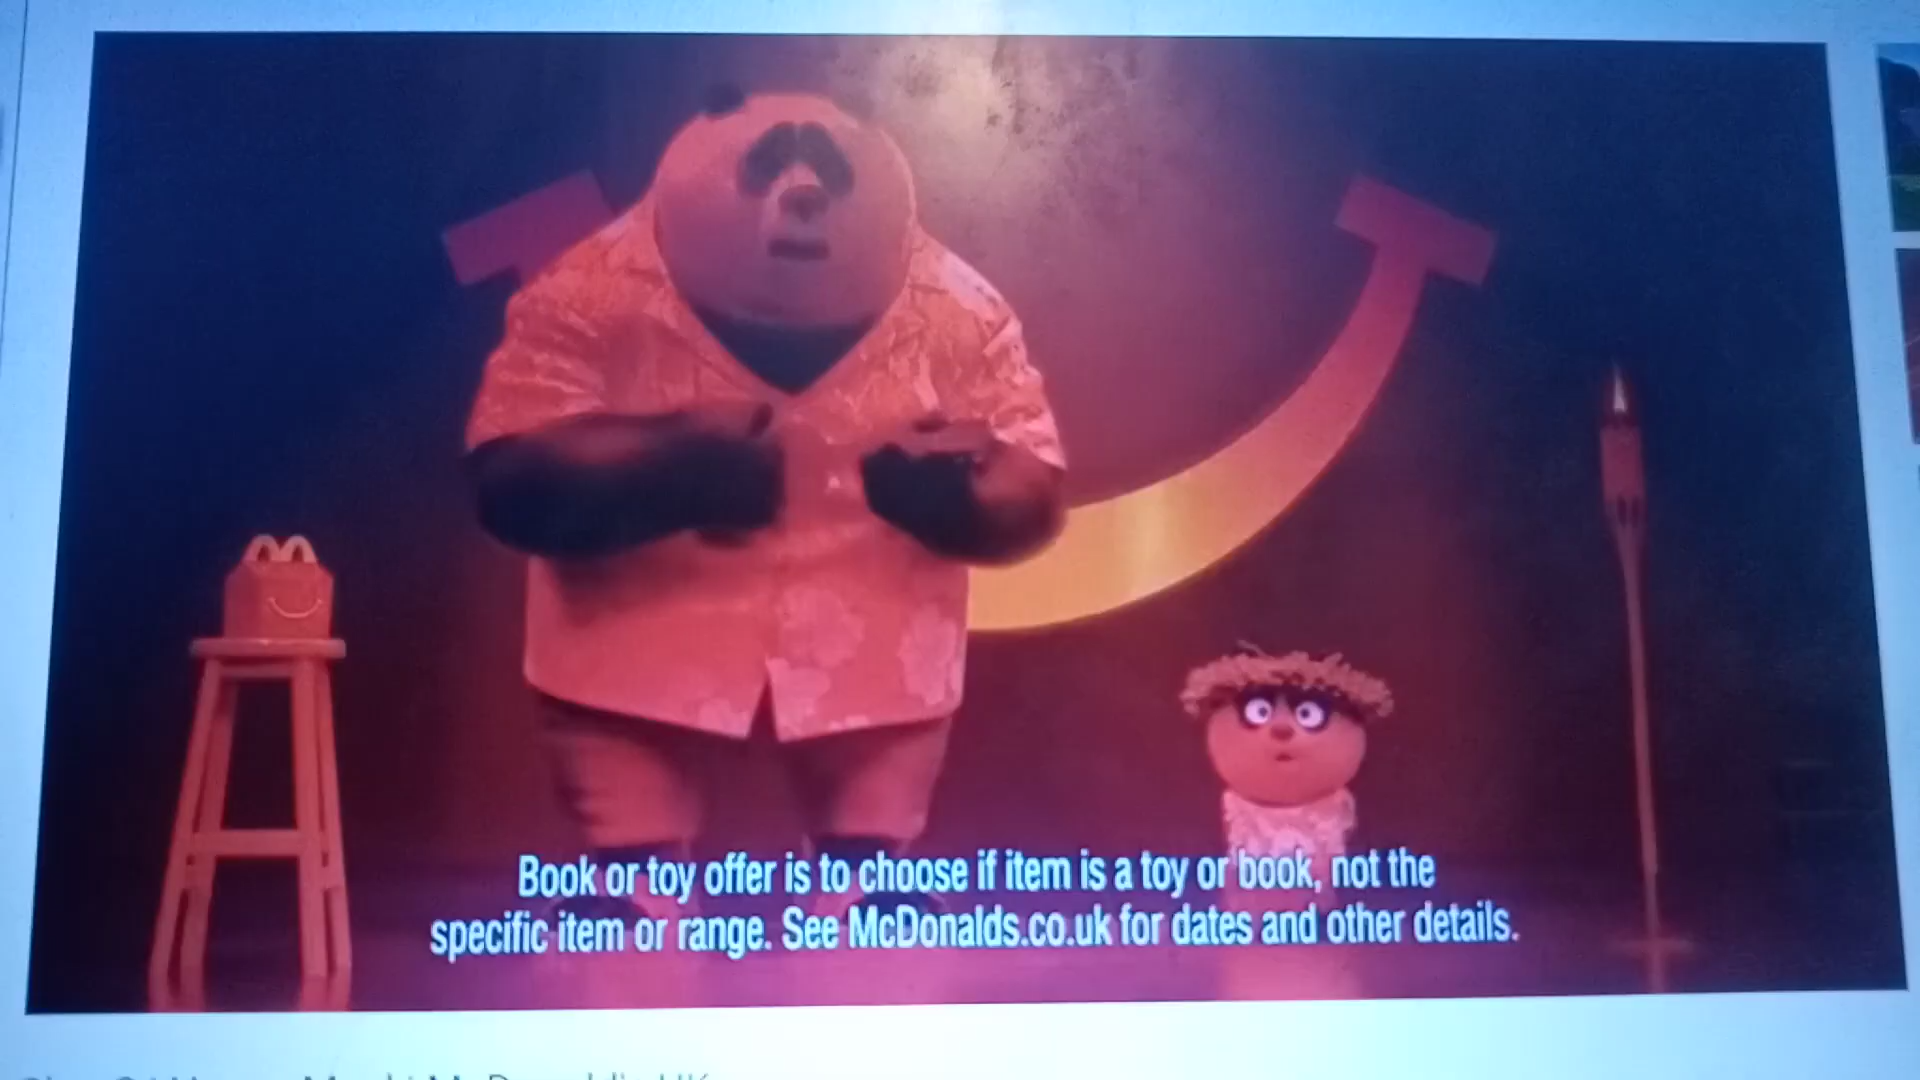 Book or toy offer is to choose if item is a toy or book, not the
specific item or range. See McDonalds.co.uk for dates and other details.